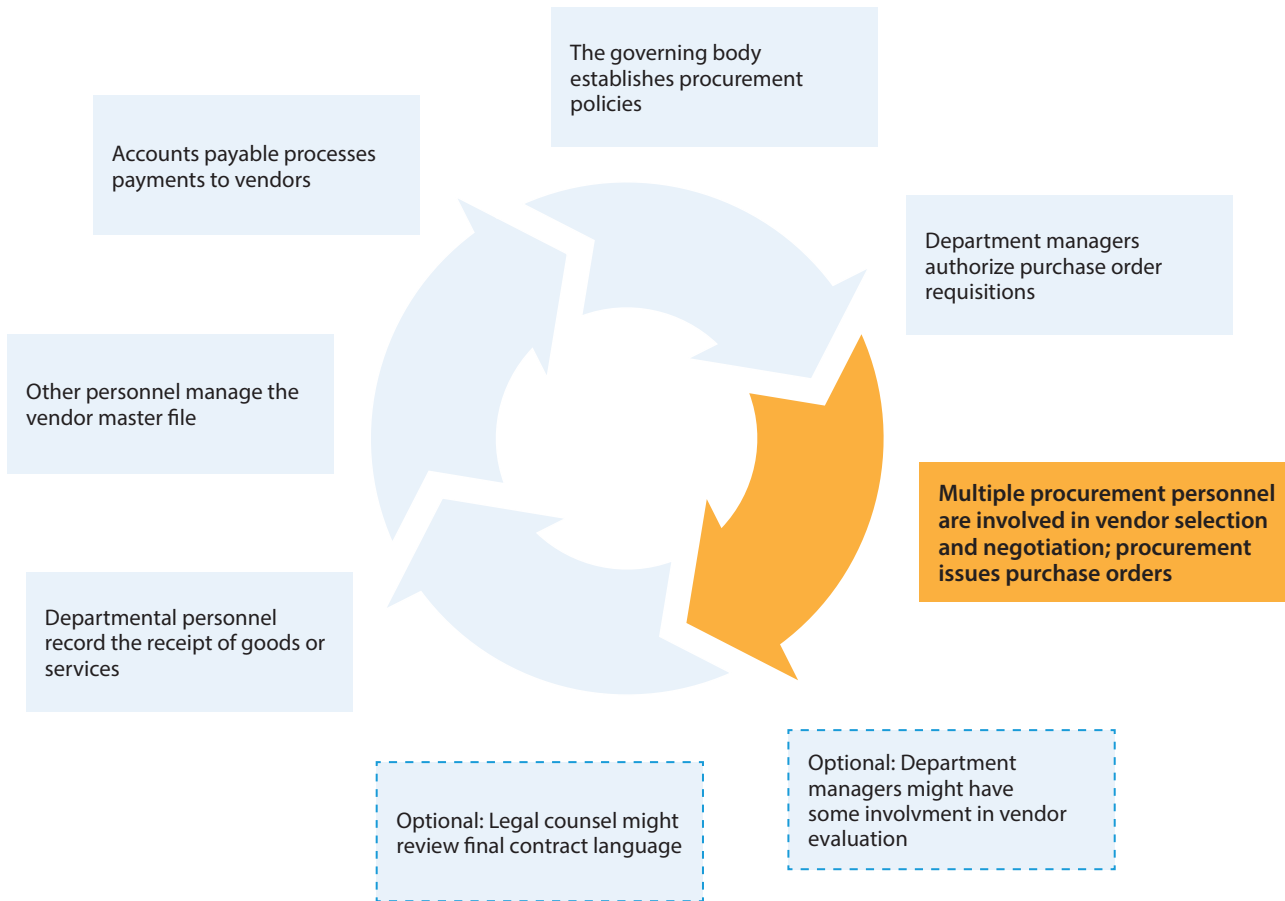 The governing body
establishes procurement
policies
Department managers
authorize purchase order
requisitions
Multiple procurement personnel
are involved in vendor selection
and negotiation; procurement
issues purchase orders
Optional: Department
managers might have
some involvment in vendor
evaluation
Optional: Legal counsel might
review final contract language
Departmental personnel
record the receipt of goods or
services
Other personnel manage the
vendor master file
Accounts payable processes
payments to vendors